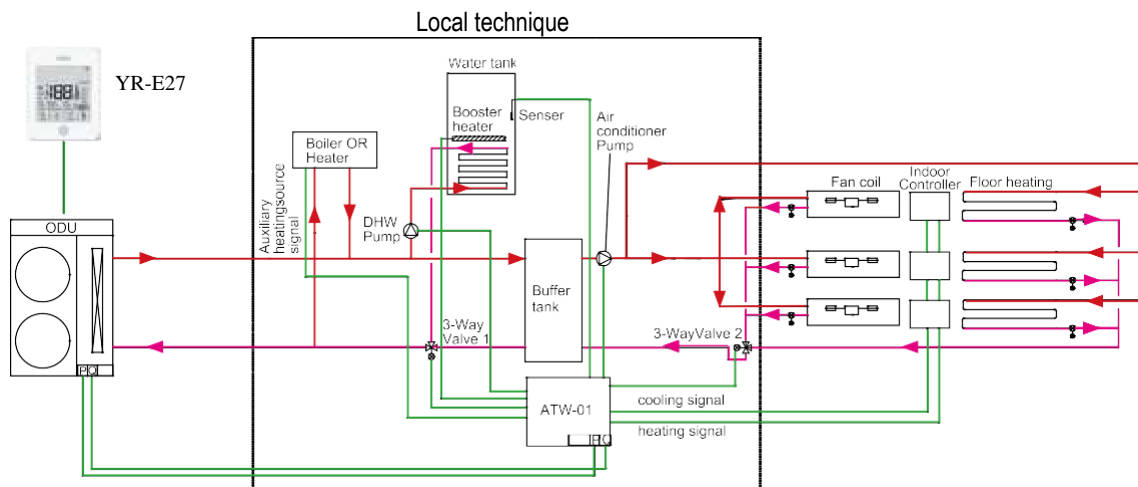 Local technique
YR-E27
Water tank
Booster
heater
Senser
Air
conditioner
Pump
Boiler OR
Heater
Auxiliary
heatingsource
signal
DHW
Pump
ODU
Buffer
tank
Fan coil
Indoor
Controller
Floor heating
3-Way
Valve 1
3-WayValve 2
PQ
ATW-01
PQ
cooling signal
heating signal